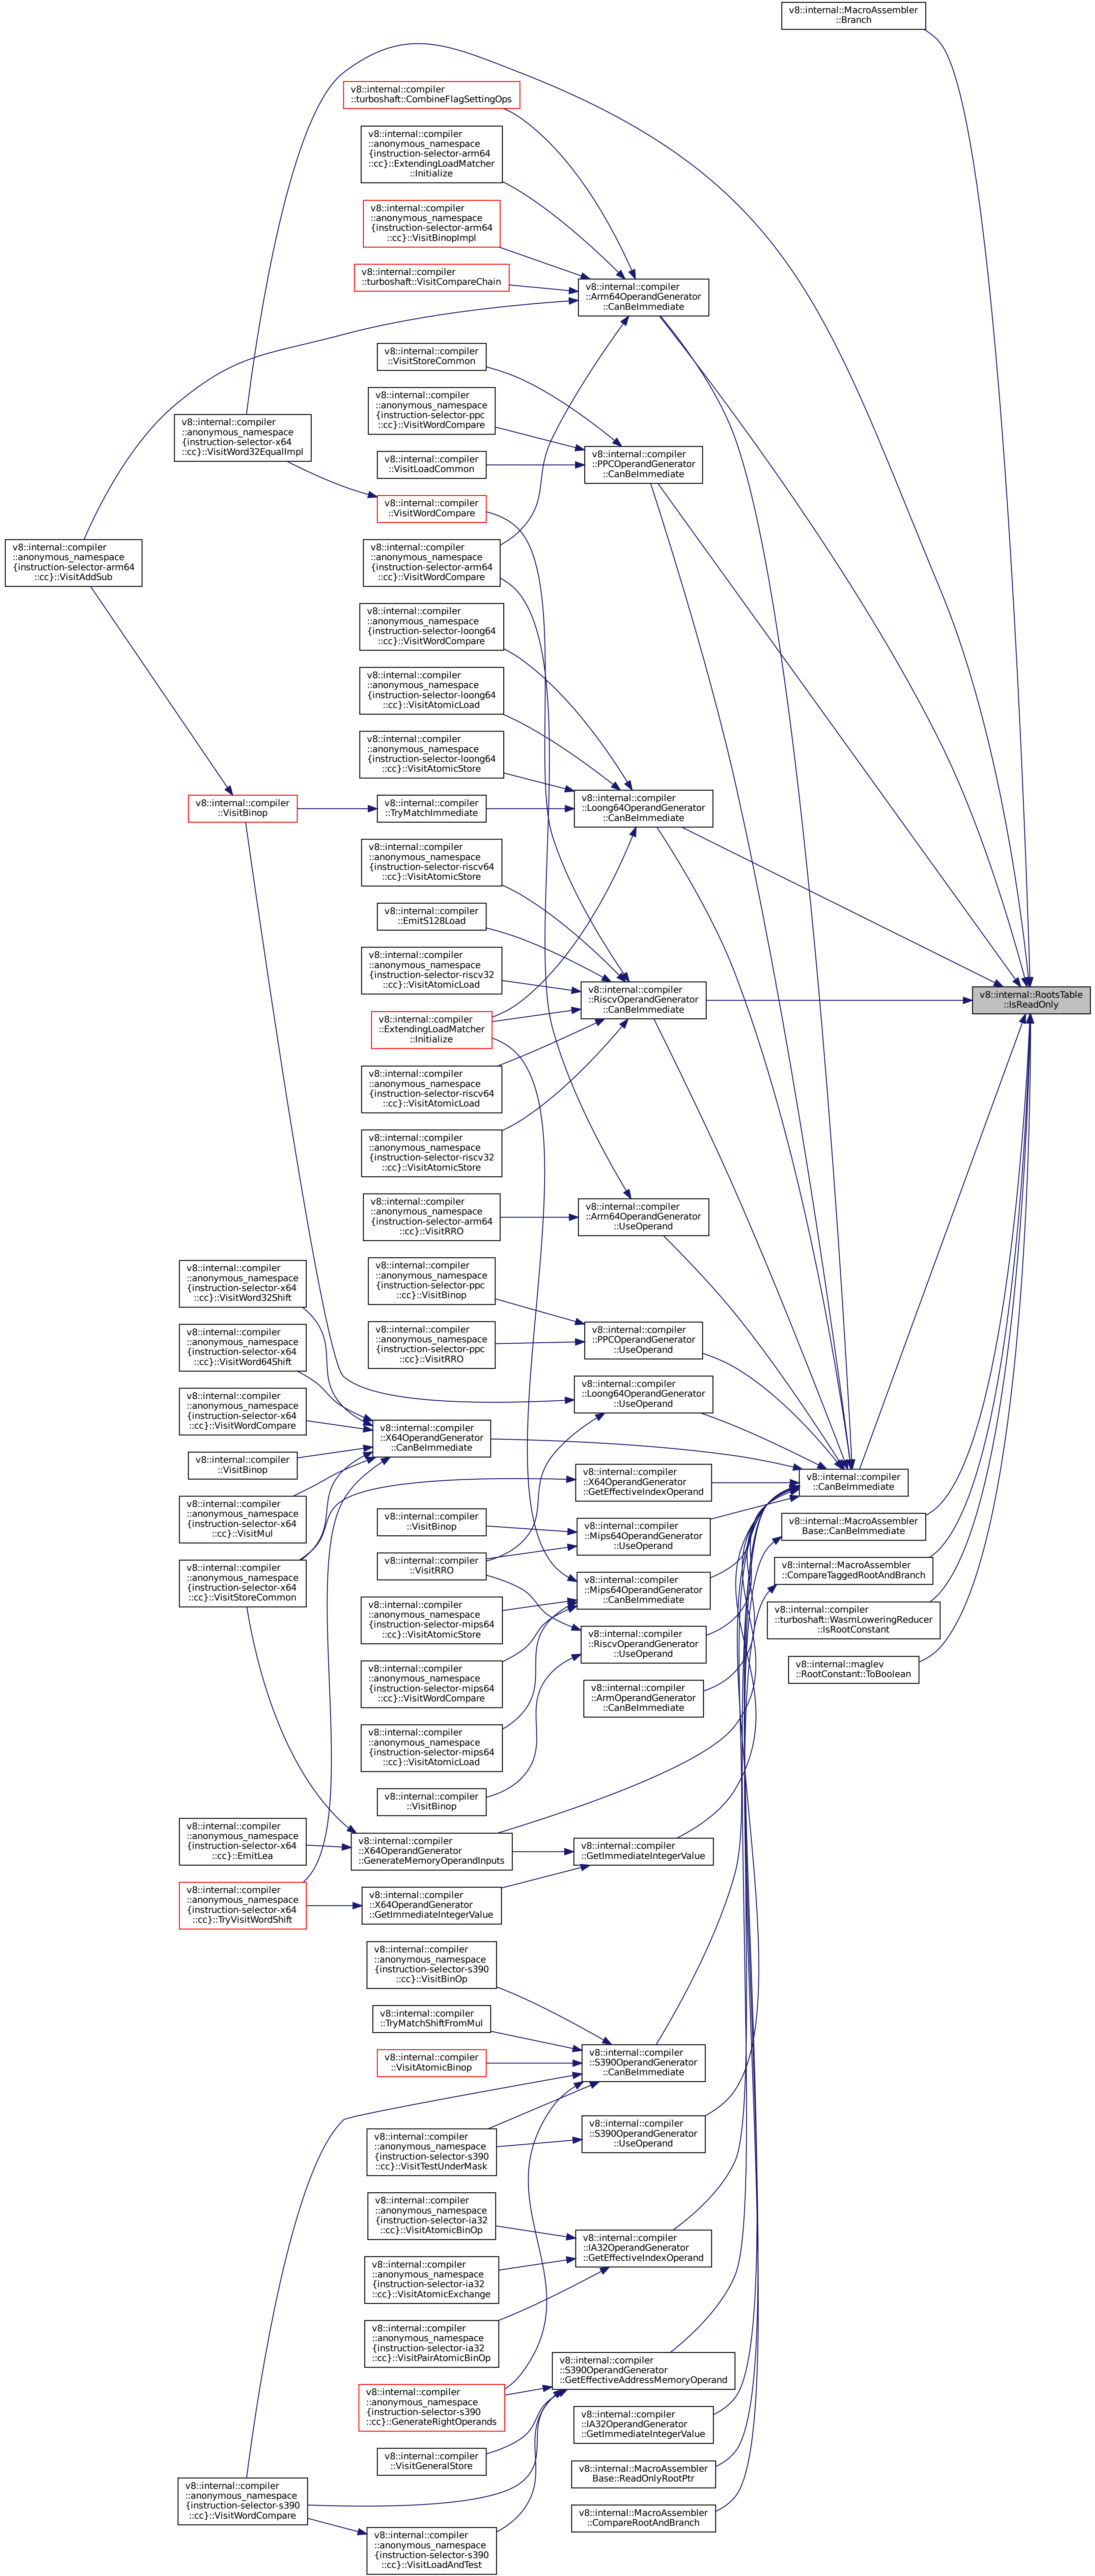 v8::internal::MacroAssembler
::Branch
v8::internal::compiler
::turboshaft::CombineFlagSettingOps
v8::internal::compiler
::anonymous_namespace
{instruction-selector-arm64
::cc}::ExtendingLoadMatcher
::Initialize
v8::internal::compiler
::anonymous_namespace
{instruction-selector-arm64
::cc}::VisitBinopImpl
v8::internal::compiler
::turboshaft::VisitCompareChain
v8::internal::compiler
::Arm64OperandGenerator
::CanBeImmediate
v8::internal::compiler
::VisitStoreCommon
v8::internal::compiler
::anonymous_namespace
{instruction-selector-ppc
::cc}::VisitWordCompare
v8::internal::compiler
::anonymous_namespace
{instruction-selector-x64
::cc}::VisitWord32EqualImpl
v8::internal::compiler
::VisitLoadCommon
v8::internal::compiler
::PPCOperandGenerator
::CanBeImmediate
v8::internal::compiler
::VisitWordCompare
v8::internal::compiler
::anonymous_namespace
{instruction-selector-arm64
::cc}::VisitAddSub
v8::internal::compiler
::anonymous_namespace
{instruction-selector-arm64
::cc}::VisitWordCompare
v8::internal::compiler
::anonymous_namespace
{instruction-selector-loong64
::cc}::VisitWordCompare
v8::internal::compiler
::anonymous_namespace
{instruction-selector-loong64
::cc}::VisitAtomicLoad
v8::internal::compiler
::anonymous_namespace
{instruction-selector-loong64
::cc}::VisitAtomicStore
v8::internal::compiler
::VisitBinop
v8::internal::compiler
::TryMatchImmediate
v8::internal::compiler
::Loong64OperandGenerator
::CanBeImmediate
v8::internal::compiler
::anonymous_namespace
{instruction-selector-riscv64
::cc}::VisitAtomicStore
v8::internal::compiler
::EmitS128Load
v8::internal::compiler
::anonymous_namespace
{instruction-selector-riscv32
::cc}::VisitAtomicLoad
v8::internal::compiler
::RiscvOperandGenerator
::CanBeImmediate
v8::internal::RootsTable
::IsReadOnly
v8::internal::compiler
::ExtendingLoadMatcher
::Initialize
v8::internal::compiler
::anonymous_namespace
{instruction-selector-riscv64
::cc}::VisitAtomicLoad
v8::internal::compiler
::anonymous_namespace
{instruction-selector-riscv32
::cc}::VisitAtomicStore
v8::internal::compiler
::anonymous_namespace
{instruction-selector-arm64
::cc}::VisitRRO
v8::internal::compiler
::Arm64OperandGenerator
::UseOperand
v8::internal::compiler
::anonymous_namespace
{instruction-selector-x64
::cc}::VisitWord32Shift
v8::internal::compiler
::anonymous_namespace
{instruction-selector-ppc
::cc}::VisitBinop
v8::internal::compiler
::anonymous_namespace
{instruction-selector-x64
::cc}::VisitWord64Shift
v8::internal::compiler
::anonymous_namespace
{instruction-selector-ppc
::cc}::VisitRRO
v8::internal::compiler
::PPCOperandGenerator
::UseOperand
v8::internal::compiler
::anonymous_namespace
{instruction-selector-x64
::cc}::VisitWordCompare
v8::internal::compiler
::Loong64OperandGenerator
::UseOperand
v8::internal::compiler
::X64OperandGenerator
::CanBeImmediate
v8::internal::compiler
::VisitBinop
v8::internal::compiler
::X64OperandGenerator
::GetEffectiveIndexOperand
v8::internal::compiler
::CanBeImmediate
v8::internal::compiler
::anonymous_namespace
{instruction-selector-x64
::cc}::VisitMul
v8::internal::compiler
::VisitBinop
v8::internal::compiler
::Mips64OperandGenerator
::UseOperand
v8::internal::MacroAssembler
Base::CanBeImmediate
v8::internal::compiler
::anonymous_namespace
{instruction-selector-x64
::cc}::VisitStoreCommon
v8::internal::compiler
::VisitRRO
v8::internal::compiler
::Mips64OperandGenerator
::CanBeImmediate
v8::internal::MacroAssembler
::CompareTaggedRootAndBranch
v8::internal::compiler
::anonymous_namespace
{instruction-selector-mips64
::cc}::VisitAtomicStore
v8::internal::compiler
::RiscvOperandGenerator
::UseOperand
v8::internal::compiler
::turboshaft::WasmLoweringReducer
::IsRootConstant
v8::internal::compiler
::anonymous_namespace
{instruction-selector-mips64
::cc}::VisitWordCompare
v8::internal::compiler
::ArmOperandGenerator
::CanBeImmediate
v8::internal::maglev
::RootConstant::ToBoolean
v8::internal::compiler
::anonymous_namespace
{instruction-selector-mips64
::cc}::VisitAtomicLoad
v8::internal::compiler
::VisitBinop
v8::internal::compiler
::anonymous_namespace
{instruction-selector-x64
::cc}::EmitLea
v8::internal::compiler
::X64OperandGenerator
::GenerateMemoryOperandInputs
v8::internal::compiler
::GetImmediateIntegerValue
v8::internal::compiler
::anonymous_namespace
{instruction-selector-x64
::cc}::TryVisitWordShift
v8::internal::compiler
::X64OperandGenerator
::GetImmediateIntegerValue
v8::internal::compiler
::anonymous_namespace
{instruction-selector-s390
::cc}::VisitBinOp
v8::internal::compiler
::TryMatchShiftFromMul
v8::internal::compiler
::VisitAtomicBinop
v8::internal::compiler
::S390OperandGenerator
::CanBeImmediate
v8::internal::compiler
::anonymous_namespace
{instruction-selector-s390
::cc}::VisitTestUnderMask
v8::internal::compiler
::S390OperandGenerator
::UseOperand
v8::internal::compiler
::anonymous_namespace
{instruction-selector-ia32
::cc}::VisitAtomicBinOp
v8::internal::compiler
::IA32OperandGenerator
::GetEffectiveIndexOperand
v8::internal::compiler
::anonymous_namespace
{instruction-selector-ia32
::cc}::VisitAtomicExchange
v8::internal::compiler
::anonymous_namespace
{instruction-selector-ia32
::cc}::VisitPairAtomicBinOp
v8::internal::compiler
::S390OperandGenerator
::GetEffectiveAddressMemoryOperand
v8::internal::compiler
::anonymous_namespace
{instruction-selector-s390
::cc}::GenerateRightOperands
v8::internal::compiler
::IA32OperandGenerator
::GetImmediateIntegerValue
v8::internal::compiler
::VisitGeneralStore
v8::internal::MacroAssembler
Base::ReadOnlyRootPtr
v8::internal::compiler
::anonymous_namespace
{instruction-selector-s390
::cc}::VisitWordCompare
v8::internal::MacroAssembler
::CompareRootAndBranch
v8::internal::compiler
::anonymous_namespace
{instruction-selector-s390
::cc}::VisitLoadAndTest